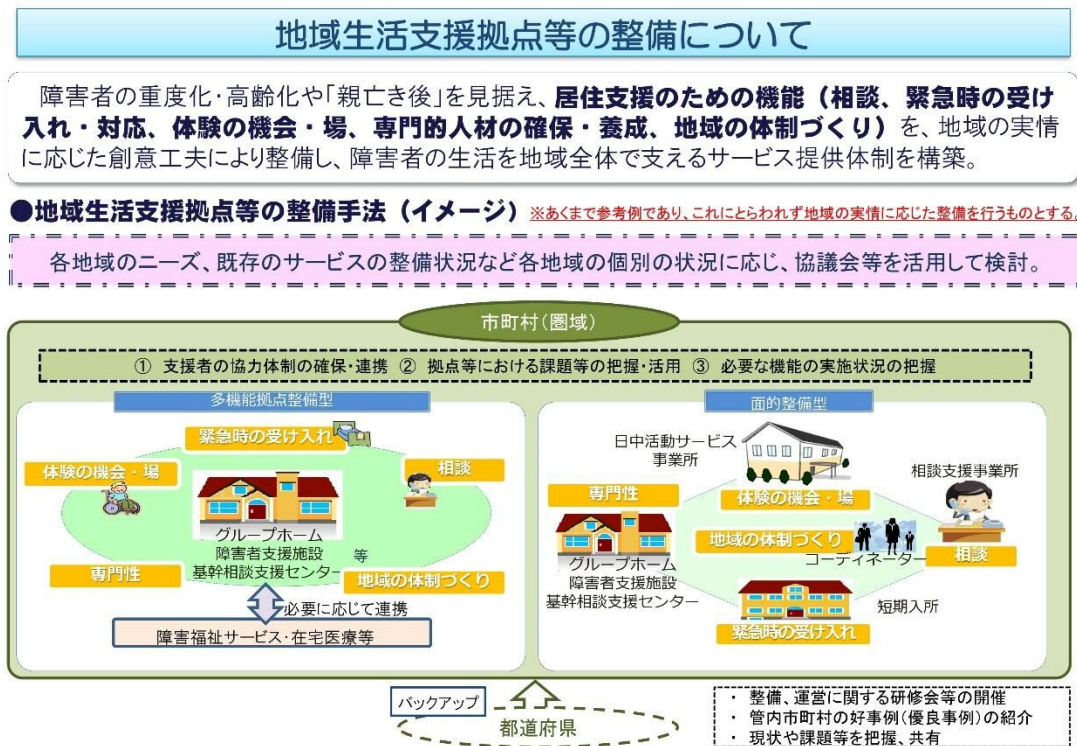 地域生活支援拠点等の整備について
障害者の重度化・高齢化や「親亡き後」を見据え、居住支援のための機能（相談、緊急時の受け
入れ・対応、体験の機会・場、専門的人材の確保・養成、地域の体制づくり）を、地域の実情
に応じた創意工夫により整備し、障害者の生活を地域全体で支えるサービス提供体制を構築。
●地域生活支援拠点等の整備手法（イメージ）※あくまで参考例であり、これにとらわれず地域の実情に応じた整備を行うものとする。
各地域のニーズ、既存のサービスの整備状況など各地域の個別の状況に応じ、協議会等を活用して検討。
市町村（圏域）
① 支援者の協力体制の確保・連携 ② 拠点等における課題等の把握・活用 ③ 必要な機能の実施状況の把握
多機能拠点整備型
緊急時の受け入れ
体験の機会・場
相談
グループホーム
障害者支援施設
基幹相談支援センター
等
専門性
地域の体制づくり
必要に応じて連携
障害福祉サービス・在宅医療等
面的整備型
日中活動サービス
事業所
体験の機会・場
相談支援事業所
相談
専門性
グループホーム
障害者支援施設
基幹相談支援センター
地域の体制づくり
コーディネーター
短期入所
緊急時の受け入れ
バックアップ
都道府県
・ 整備、運営に関する研修会等の開催
・ 管内市町村の好事例（優良事例）の紹介
・ 現状や課題等を把握、共有